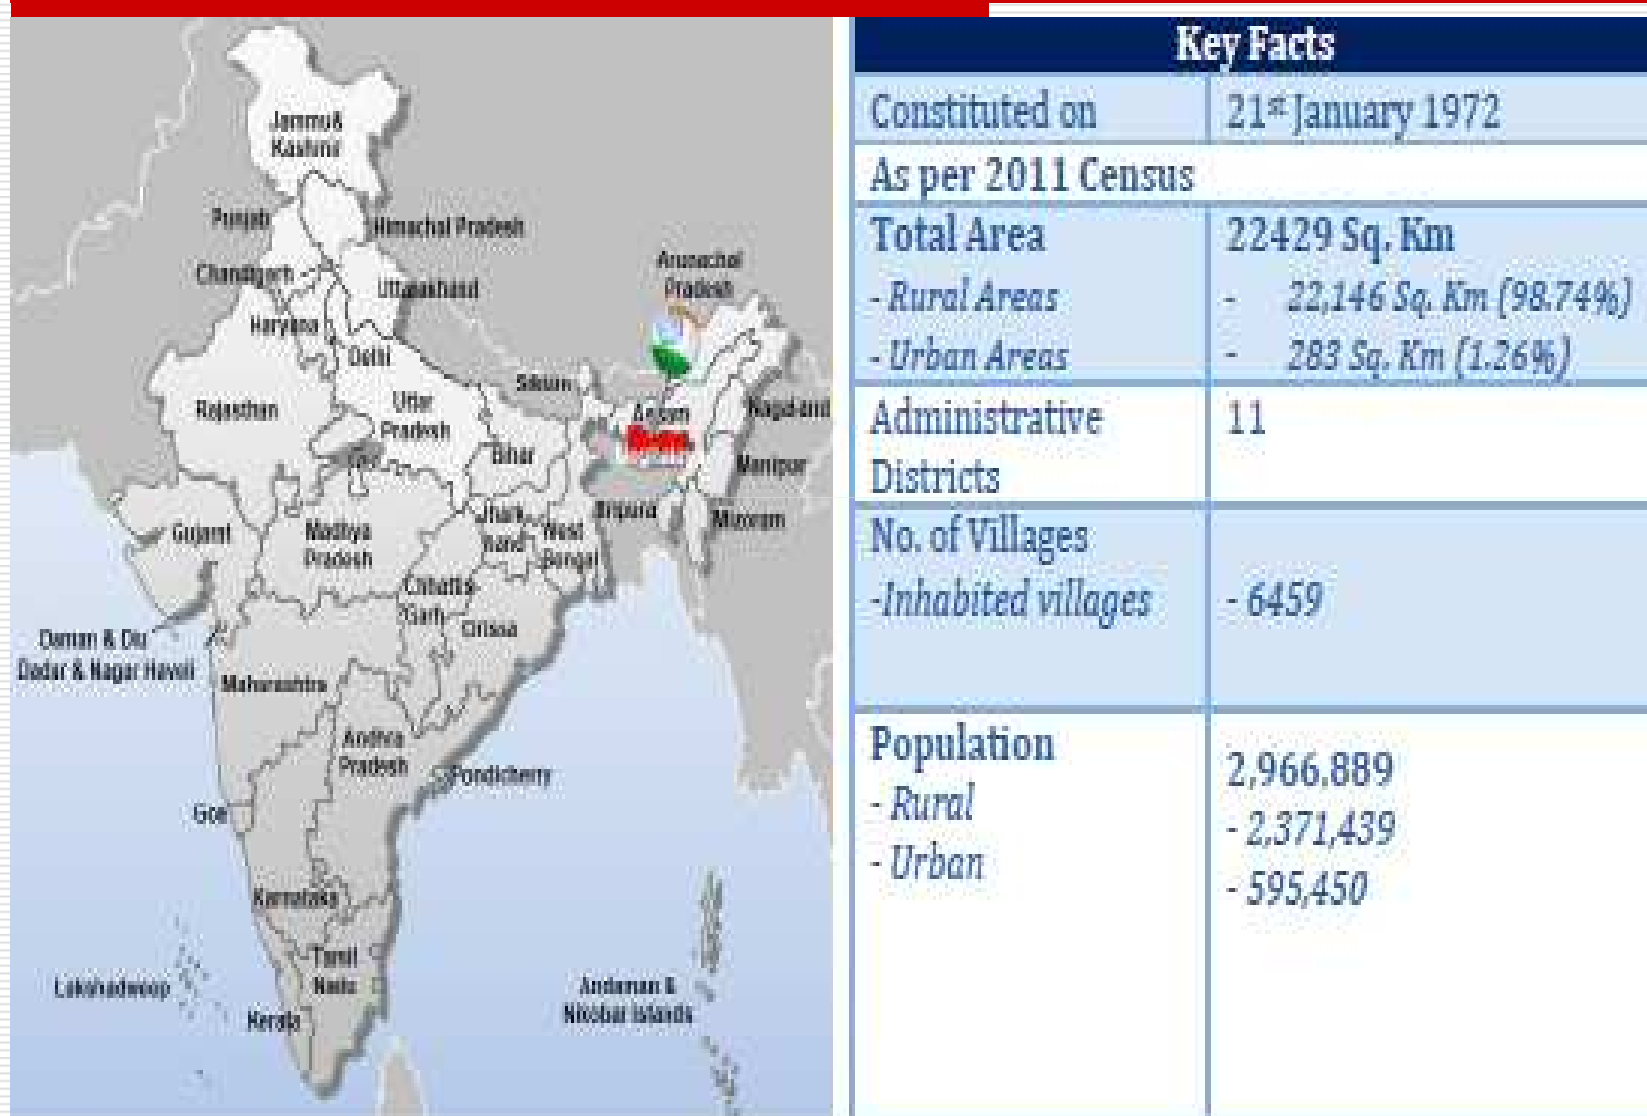 Jammu&
Kashmir
Punjab
Himachal Pradesh
Chandigarh
Uttarakhand
Haryana
Delhi
Arunachal
Pradesh
Sikkim
Rajasthan
Uttar
Pradesh
Assam
Nagaland
Bihar
Manipur
Gujarat
Madhya
Pradesh
Jhark
hand
West
Bengal
Tripura
Mizoram
Chhattis
Garh
Orissa
Daman & Diu
Dadar & Nagar Haveli
Maharashtra
Andhra
Pradesh
Pondicherry
Goa
Karnataka
Tamil
Nadu
Lakshadweep
Kerala
Andaman &
Nikobar Islands
Key Facts
Constituted on 21st January 1972
As per 2011 Census
Total Area 22429 Sq. Km
- Rural Areas - 22,146 Sq. Km (98.74%)
- Urban Areas - 283 Sq. Km (1.26%)
Administrative 11
Districts
No. of Villages
-Inhabited villages - 6459
Population 2,966,889
- Rural - 2,371,439
- Urban - 595,450